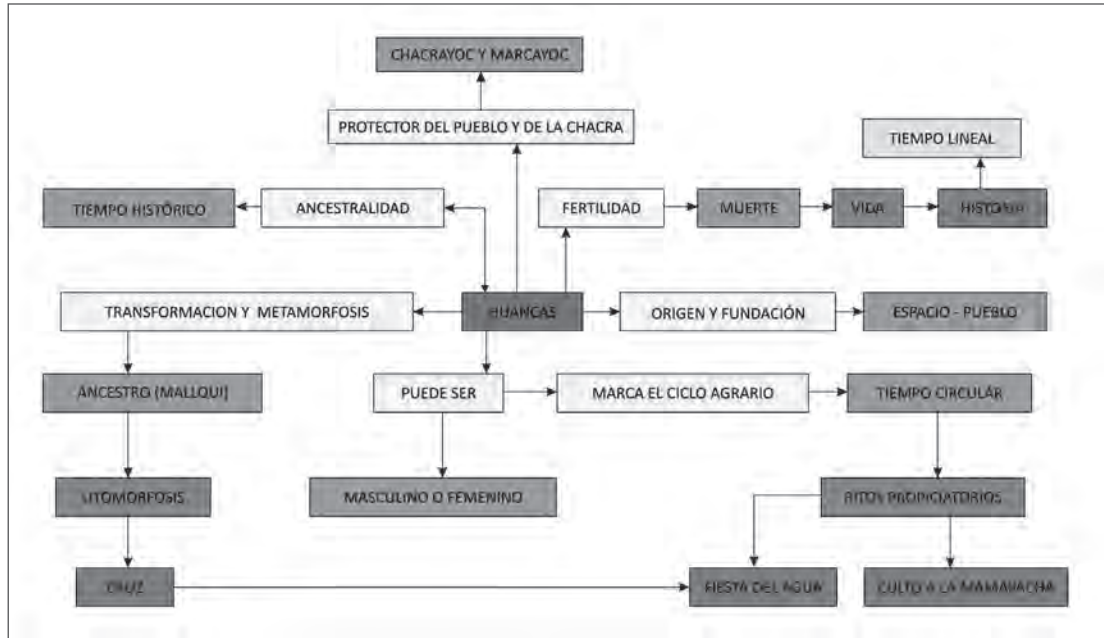 CHACRAYOC Y MARCAYOC
PROTECTOR DEL PUEBLO Y DE LA CHACRA
TIEMPO LINEAL
TIEMPO HISTÓRICO
ANCESTRALIDAD
FERTILIDAD
MUERTE
VIDA
HISTORIA
TRANSFORMACION Y METAMORFOSIS
HUANCAS
ORIGEN Y FUNDACIÓN
ESPACIO - PUEBLO
ANCESTRO (MALLQUI)
PUEDE SER
MARCA EL CICLO AGRARIO
TIEMPO CIRCULAR
LITOMORFOSIS
MASCULINO O FEMENINO
RITOS PROPICIATORIOS
CRUZ
FIESTA DEL AGUA
CULTO A LA MAMARACHA